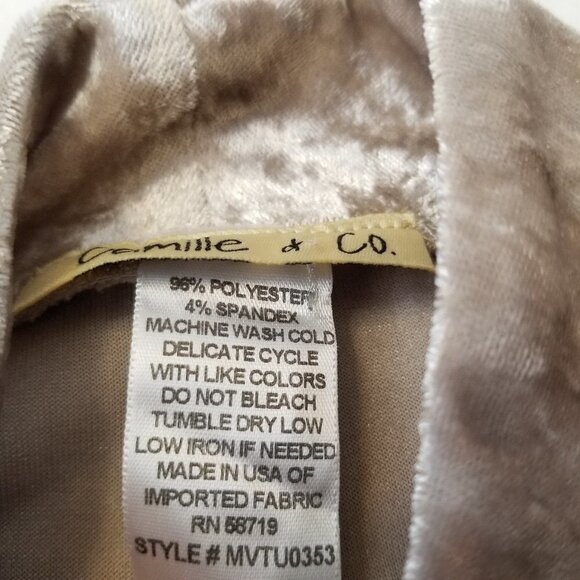 Camille & Co.
96% POLYESTER
4% SPANDEX
MACHINE WASH COLD
DELICATE CYCLE
WITH LIKE COLORS
DO NOT BLEACH
TUMBLE DRY LOW
LOW IRON IF NEEDED
MADE IN USA OF
IMPORTED FABRIC
RN 56719
STYLE # MVTU0353